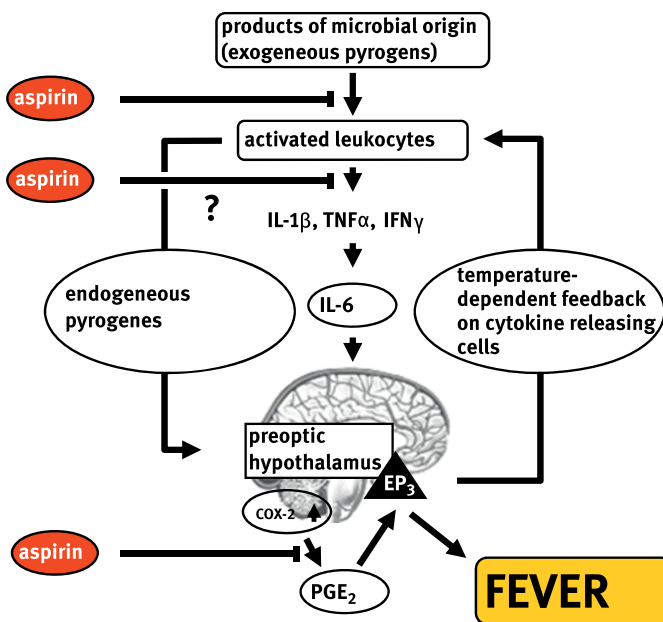 products of microbial origin
(exogeneous pyrogens)
aspirin
activated leukocytes
aspirin
?
IL-1β, TNFα, IFNγ
endogeneous
pyrogenes
IL-6
temperature-
dependent feedback
on cytokine releasing
cells
preoptic
hypothalamus
EP₃
COX-2
aspirin
PGE₂
FEVER